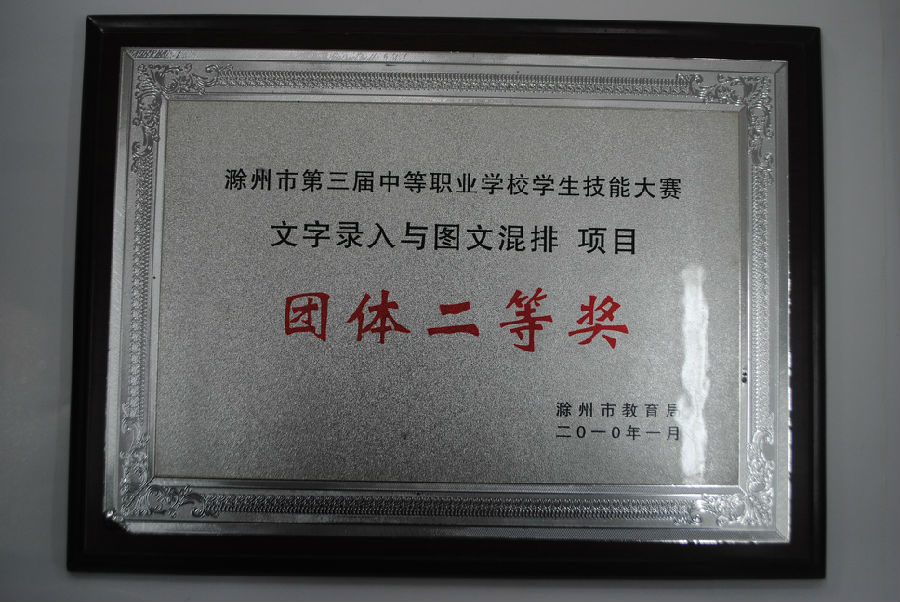 滁州市第三届中等职业学校学生技能大赛
文字录入与图文混排 项目
团体二等奖
滁州市教育局
二〇一〇年一月